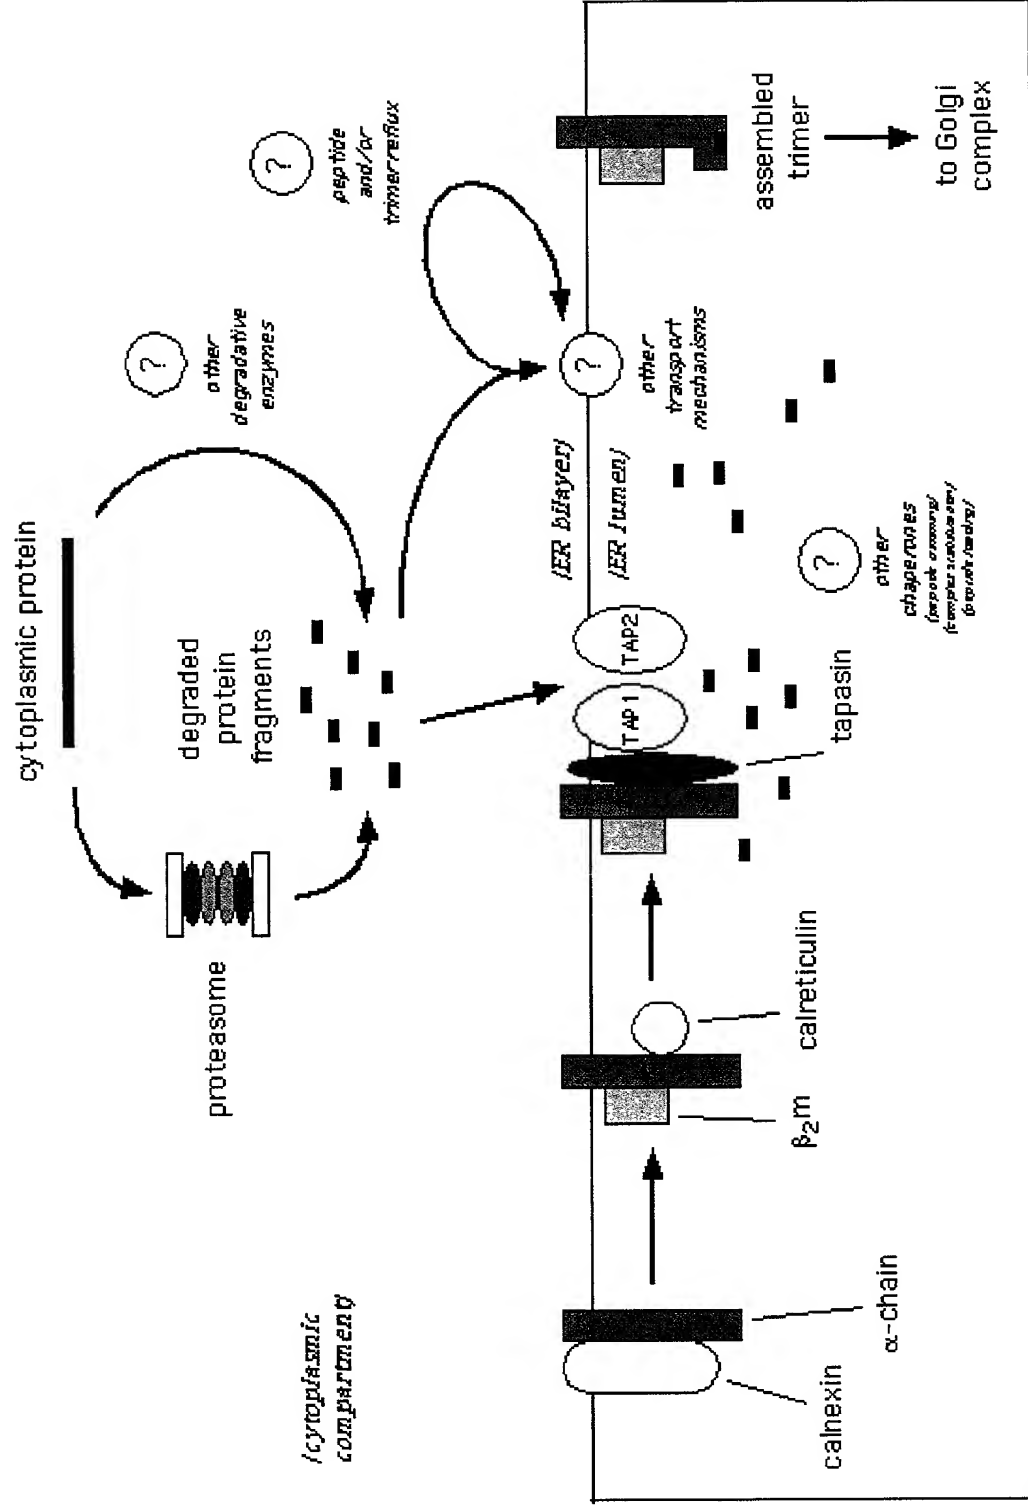 cytoplasmic protein
proteasome
degraded
protein
fragments
?
other
degradative
enzymes
?
peptide
and/or
trimer reflux
(cytoplasmic
compartment)
(ER bilayer)
(ER lumen)
TAP1
TAP2
?
other
transport
mechanisms
calnexin
α-chain
β2m
calreticulin
tapasin
?
other
chaperones
assembled
trimer
to Golgi
complex